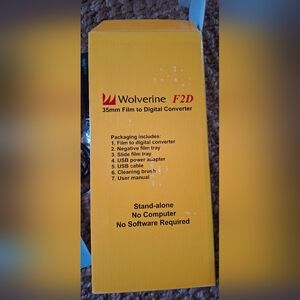 Wolverine F2D
35mm Film to Digital Converter
Packaging includes:
1. Film to digital converter
2. Negative film tray
3. Slide film tray
4. USB power adapter
5. USB cable
6. Cleaning brush
7. User manual
Stand-alone
No Computer
No Software Required